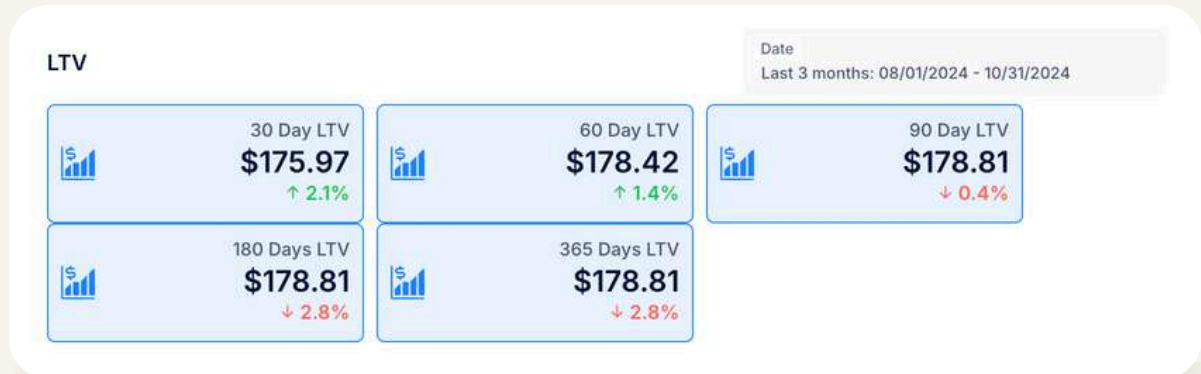 LTV
Date
Last 3 months: 08/01/2024 - 10/31/2024
30 Day LTV
$175.97
↑ 2.1%
60 Day LTV
$178.42
↑ 1.4%
90 Day LTV
$178.81
↓ 0.4%
180 Days LTV
$178.81
↓ 2.8%
365 Days LTV
$178.81
↓ 2.8%